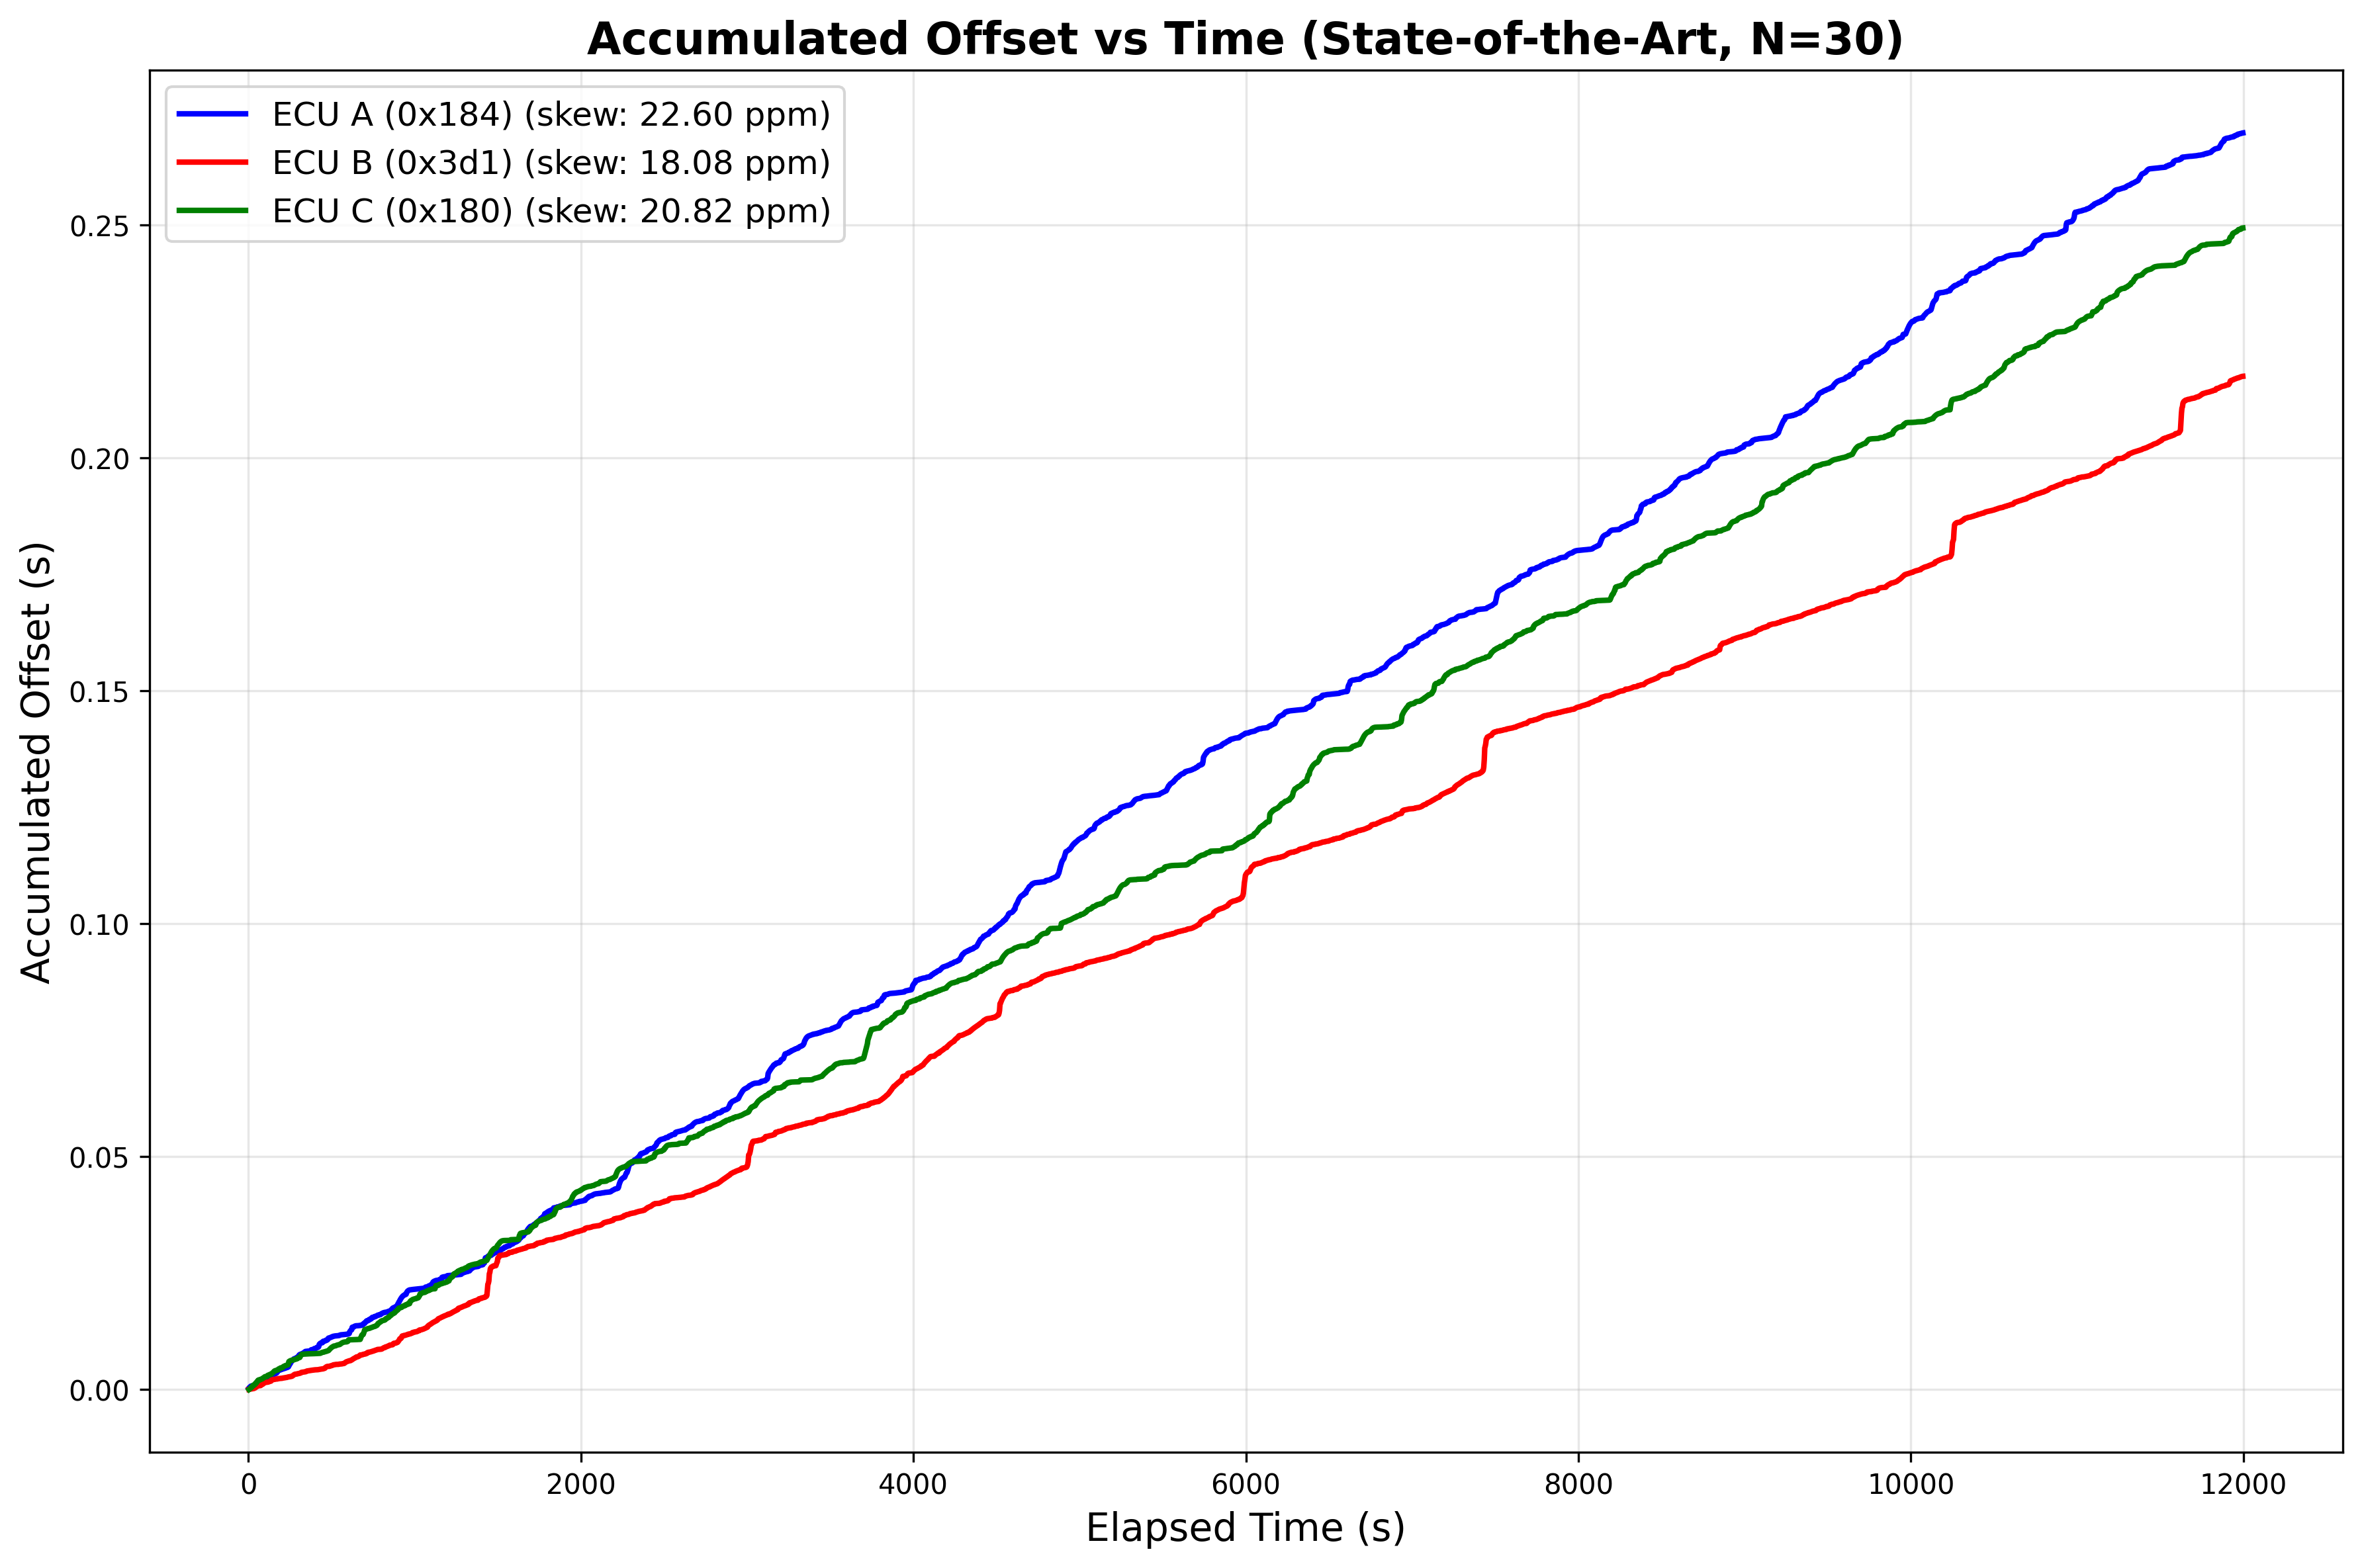 Accumulated Offset vs Time (State-of-the-Art, N=30)
ECU A (0x184) (skew: 22.60 ppm)
ECU B (0x3d1) (skew: 18.08 ppm)
ECU C (0x180) (skew: 20.82 ppm)
Accumulated Offset (s)
0.25
0.20
0.15
0.10
0.05
0.00
0 2000 4000 6000 8000 10000 12000
Elapsed Time (s)